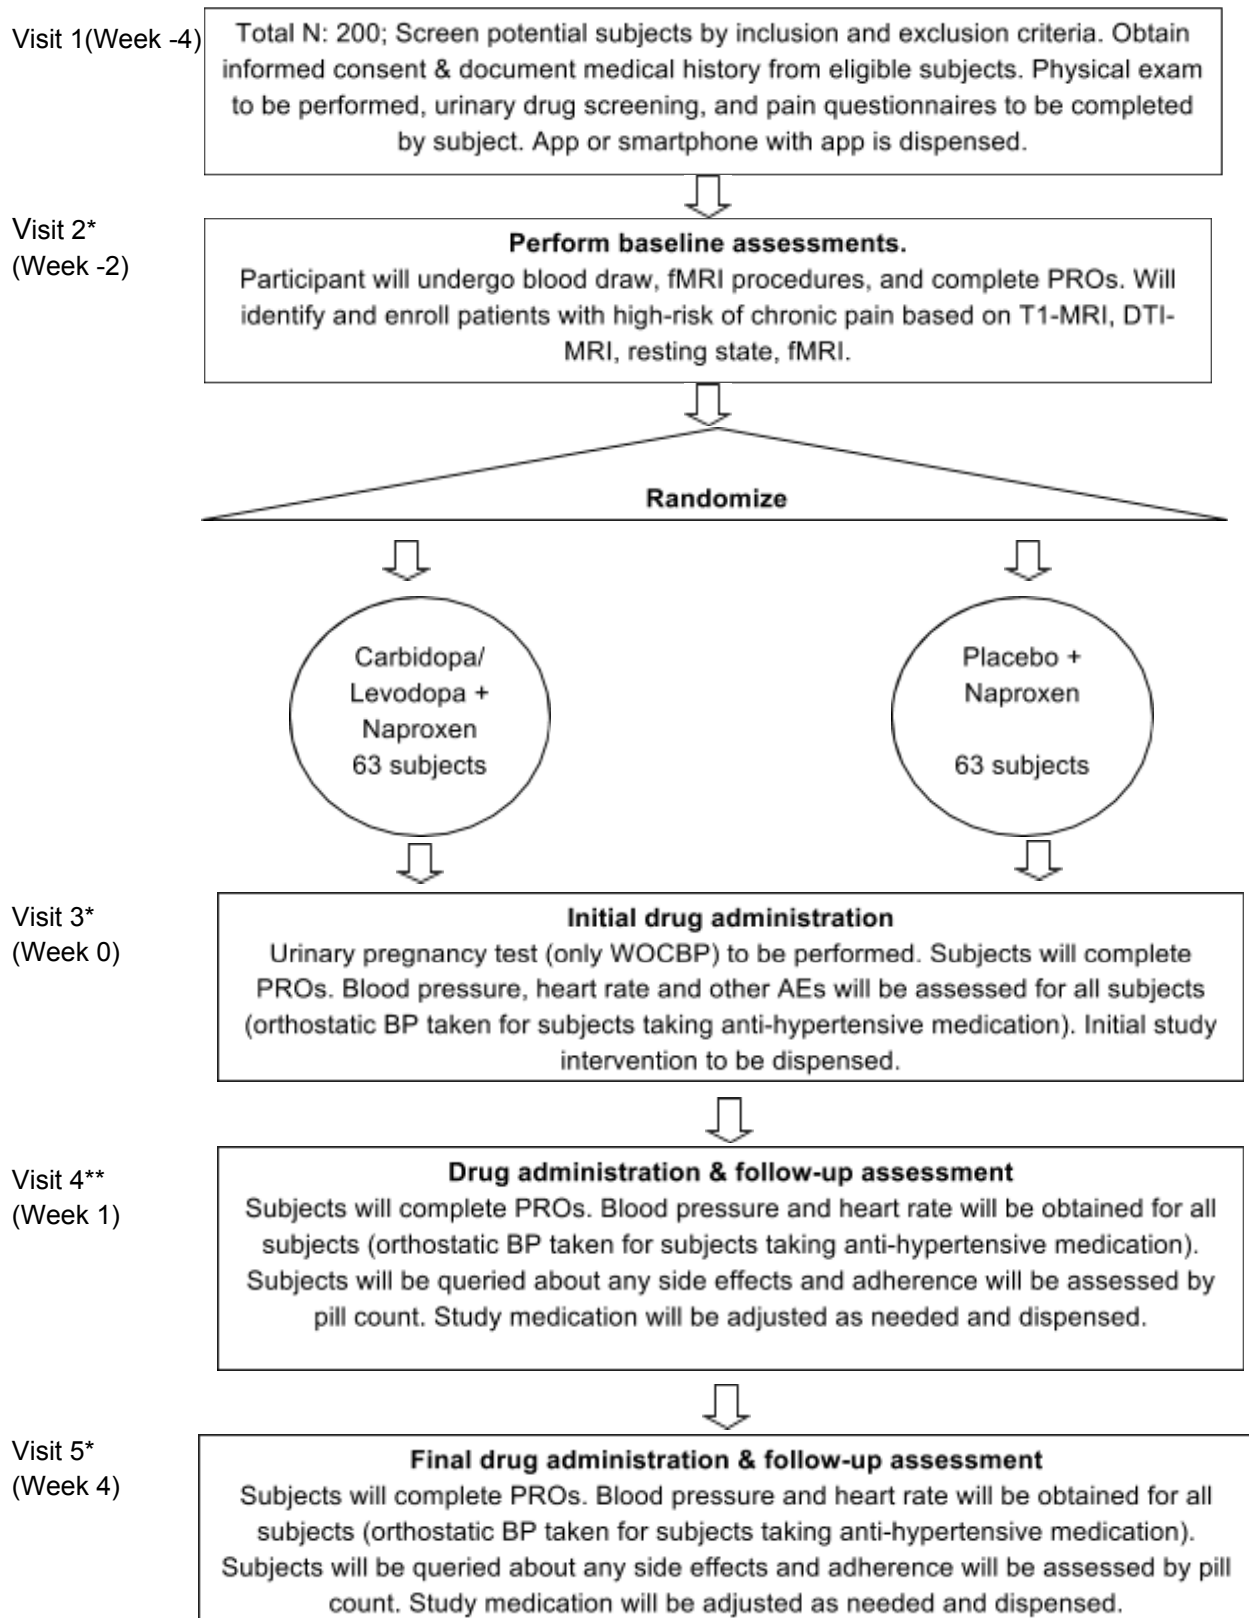 Visit 1(Week -4)
Total N: 200; Screen potential subjects by inclusion and exclusion criteria. Obtain
informed consent & document medical history from eligible subjects. Physical exam
to be performed, urinary drug screening, and pain questionnaires to be completed
by subject. App or smartphone with app is dispensed.
Visit 2*
(Week -2)
Perform baseline assessments.
Participant will undergo blood draw, fMRI procedures, and complete PROs. Will
identify and enroll patients with high-risk of chronic pain based on T1-MRI, DTI-
MRI, resting state, fMRI.
Randomize
Carbidopa/
Levodopa +
Naproxen
63 subjects
Placebo +
Naproxen
63 subjects
Visit 3*
(Week 0)
Initial drug administration
Urinary pregnancy test (only WOCBP) to be performed. Subjects will complete
PROs. Blood pressure, heart rate and other AEs will be assessed for all subjects
(orthostatic BP taken for subjects taking anti-hypertensive medication). Initial study
intervention to be dispensed.
Visit 4**
(Week 1)
Drug administration & follow-up assessment
Subjects will complete PROs. Blood pressure and heart rate will be obtained for all
subjects (orthostatic BP taken for subjects taking anti-hypertensive medication).
Subjects will be queried about any side effects and adherence will be assessed by
pill count. Study medication will be adjusted as needed and dispensed.
Visit 5*
(Week 4)
Final drug administration & follow-up assessment
Subjects will complete PROs. Blood pressure and heart rate will be obtained for all
subjects (orthostatic BP taken for subjects taking anti-hypertensive medication).
Subjects will be queried about any side effects and adherence will be assessed by pill
count. Study medication will be adjusted as needed and dispensed.